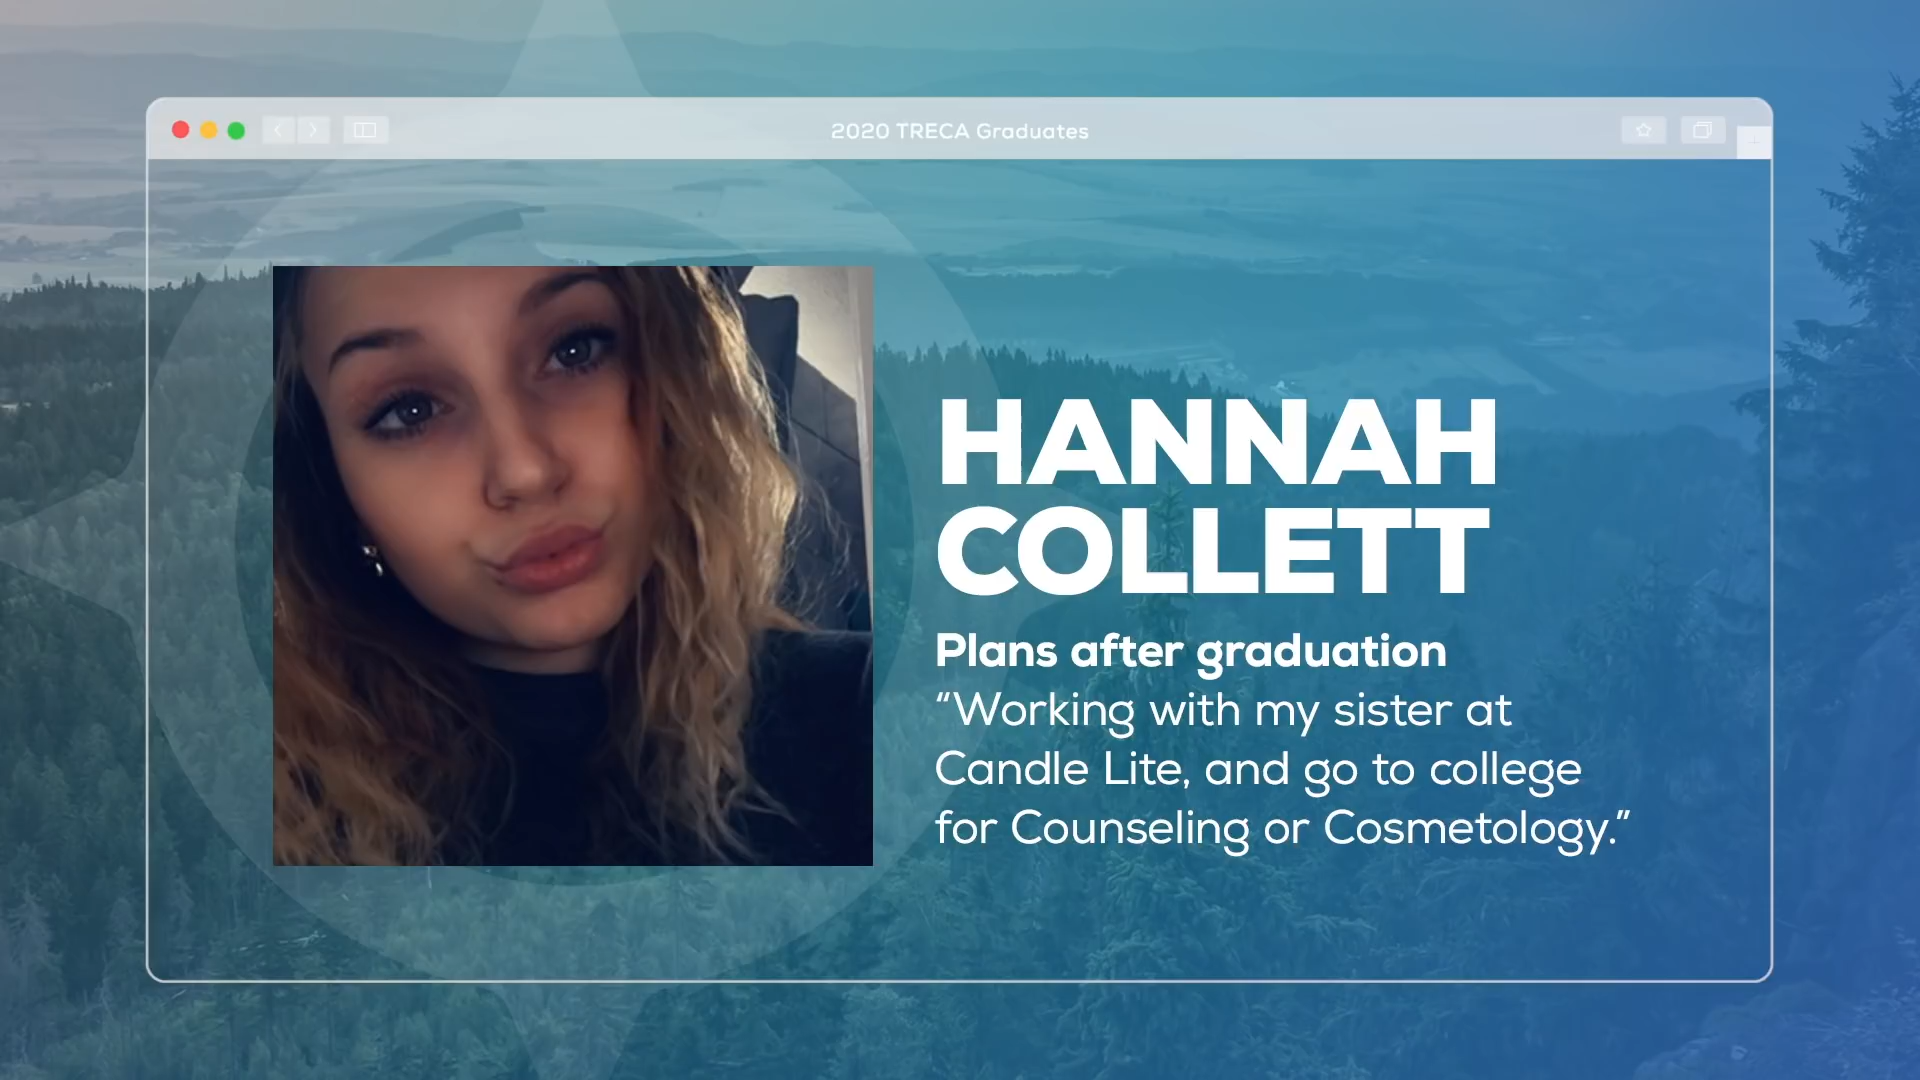 2020 TRECA Graduates
HANNAH
COLLETT
Plans after graduation
“Working with my sister at
Candle Lite, and go to college
for Counseling or Cosmetology.”